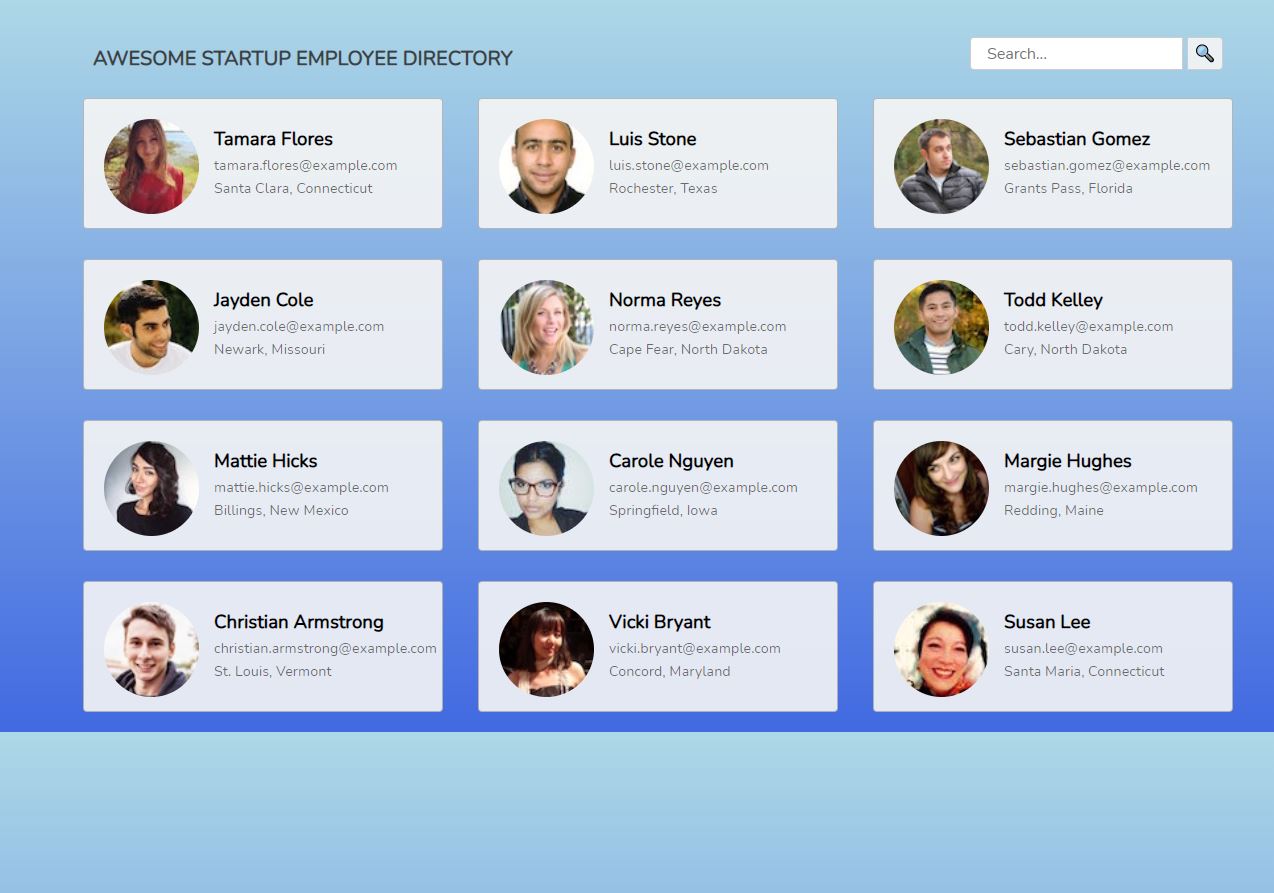 AWESOME STARTUP EMPLOYEE DIRECTORY
Search...
Tamara Flores
tamara.flores@example.com
Santa Clara, Connecticut
Luis Stone
luis.stone@example.com
Rochester, Texas
Sebastian Gomez
sebastian.gomez@example.com
Grants Pass, Florida
Jayden Cole
jayden.cole@example.com
Newark, Missouri
Norma Reyes
norma.reyes@example.com
Cape Fear, North Dakota
Todd Kelley
todd.kelley@example.com
Cary, North Dakota
Mattie Hicks
mattie.hicks@example.com
Billings, New Mexico
Carole Nguyen
carole.nguyen@example.com
Springfield, Iowa
Margie Hughes
margie.hughes@example.com
Redding, Maine
Christian Armstrong
christian.armstrong@example.com
St. Louis, Vermont
Vicki Bryant
vicki.bryant@example.com
Concord, Maryland
Susan Lee
susan.lee@example.com
Santa Maria, Connecticut